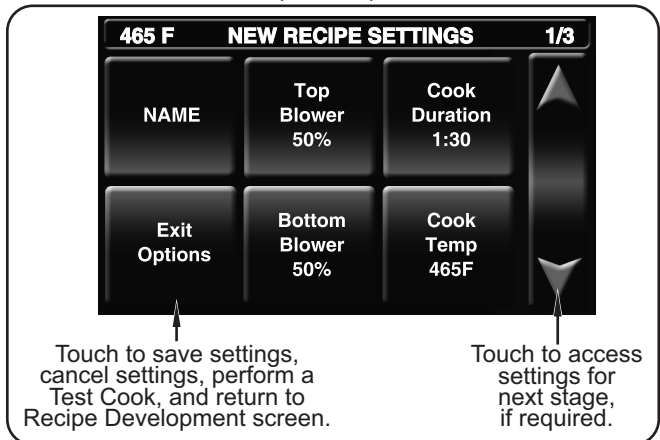 465 F NEW RECIPE SETTINGS 1/3
NAME
Top
Blower
50%
Cook
Duration
1:30
Exit
Options
Bottom
Blower
50%
Cook
Temp
465F
Touch to save settings,
cancel settings, perform a
Test Cook, and return to
Recipe Development screen.
Touch to access
settings for
next stage,
if required.